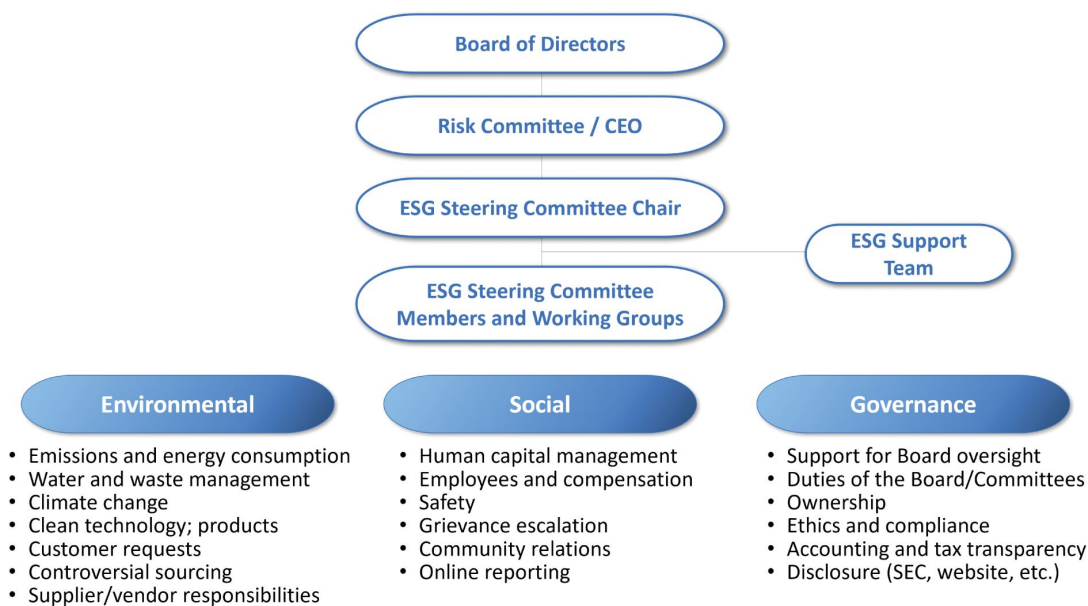 Board of Directors
Risk Committee / CEO
ESG Steering Committee Chair
ESG Support
Team
ESG Steering Committee
Members and Working Groups
Environmental
• Emissions and energy consumption
• Water and waste management
• Climate change
• Clean technology; products
• Customer requests
• Controversial sourcing
• Supplier/vendor responsibilities
Social
• Human capital management
• Employees and compensation
• Safety
• Grievance escalation
• Community relations
• Online reporting
Governance
• Support for Board oversight
• Duties of the Board/Committees
• Ownership
• Ethics and compliance
• Accounting and tax transparency
• Disclosure (SEC, website, etc.)